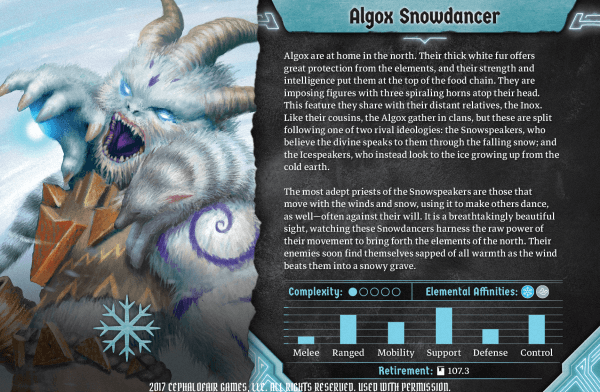 Algox Snowdancer
Algox are at home in the north. Their thick white fur offers
great protection from the elements, and their strength and
intelligence put them at the top of the food chain. They are
imposing figures with three spiraling horns atop their head.
This feature they share with their distant relatives, the Inox.
Like their cousins, the Algox gather in clans, but these are split
following one of two rival ideologies: the Snowspeakers, who
believe the divine speaks to them through the falling snow; and
the Icespeakers, who instead look to the ice growing up from the
cold earth.
The most adept priests of the Snowspeakers are those that
move with the winds and snow, using it to make others dance,
as well—often against their will. It is a breathtakingly beautiful
sight, watching these Snowdancers harness the raw power of
their movement to bring forth the elements of the north. Their
enemies soon find themselves sapped of all warmth as the wind
beats them into a snowy grave.
Complexity: Elemental Affinities:
Melee Ranged Mobility Support Defense Control
Retirement: 107.3
2017 CEPHALOFAIR GAMES, LLC. ALL RIGHTS RESERVED. USED WITH PERMISSION.